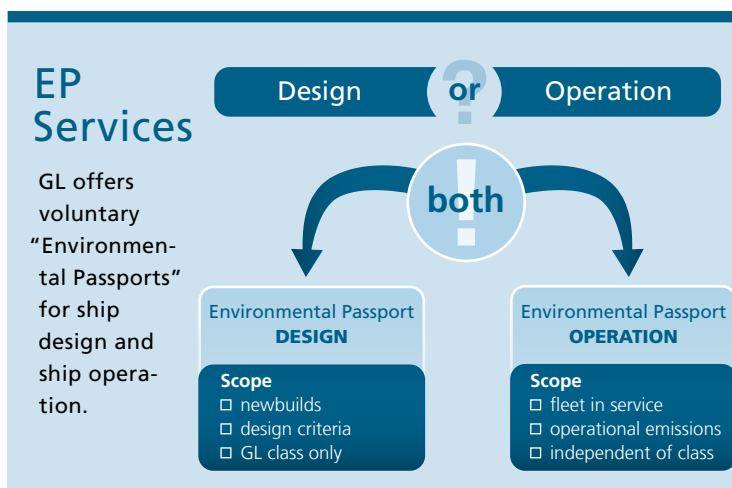 EP
Services
GL offers
voluntary
“Environmen-
tal Passports”
for ship
design and
ship opera-
tion.
Design ? or Operation
! both
Environmental Passport
DESIGN
Scope
□ newbuilds
□ design criteria
□ GL class only
Environmental Passport
OPERATION
Scope
□ fleet in service
□ operational emissions
□ independent of class